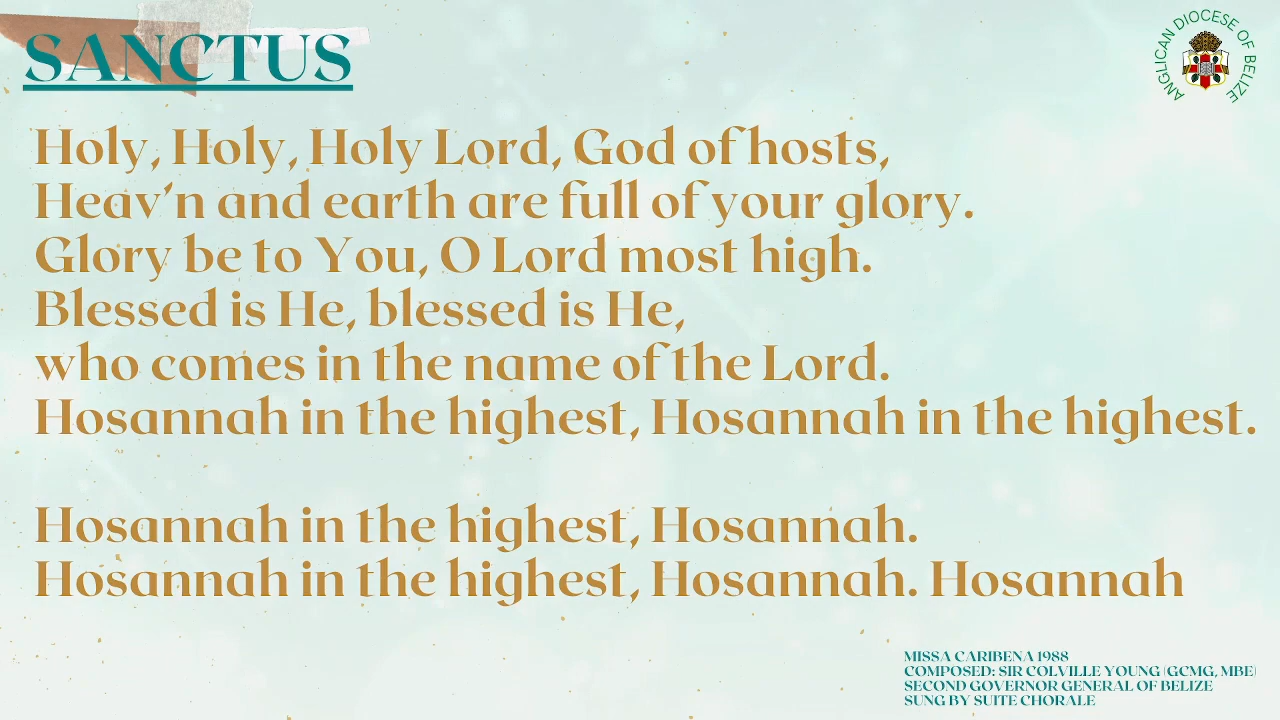 SANCTUS
ANGLICAN DIOCESE OF BELIZE
Holy, Holy, Holy Lord, God of hosts,
Heav'n and earth are full of your glory.
Glory be to You, O Lord most high.
Blessed is He, blessed is He,
who comes in the name of the Lord.
Hosannah in the highest, Hosannah in the highest.
Hosannah in the highest, Hosannah.
Hosannah in the highest, Hosannah. Hosannah
MISSA CARIBENA 1988
COMPOSED: SIR COLVILLE YOUNG (GCMG, MBE)
SECOND GOVERNOR GENERAL OF BELIZE
SUNG BY SUITE CHORALE